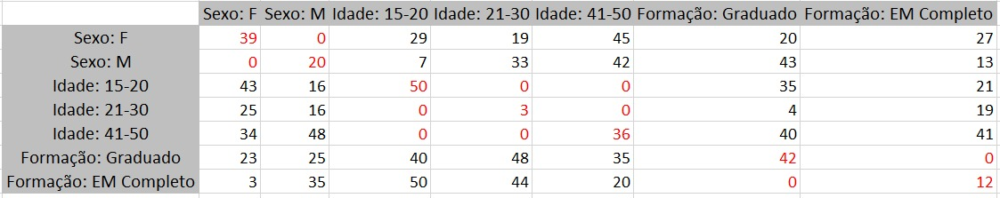 Sexo: F Sexo: M Idade: 15-20 Idade: 21-30 Idade: 41-50 Formação: Graduado Formação: EM Completo
Sexo: F 39 0 29 19 45 20 27
Sexo: M 0 20 7 33 42 43 13
Idade: 15-20 43 16 50 0 0 35 21
Idade: 21-30 25 16 0 3 0 4 19
Idade: 41-50 34 48 0 0 36 40 41
Formação: Graduado 23 25 40 48 35 42 0
Formação: EM Completo 3 35 50 44 20 0 12